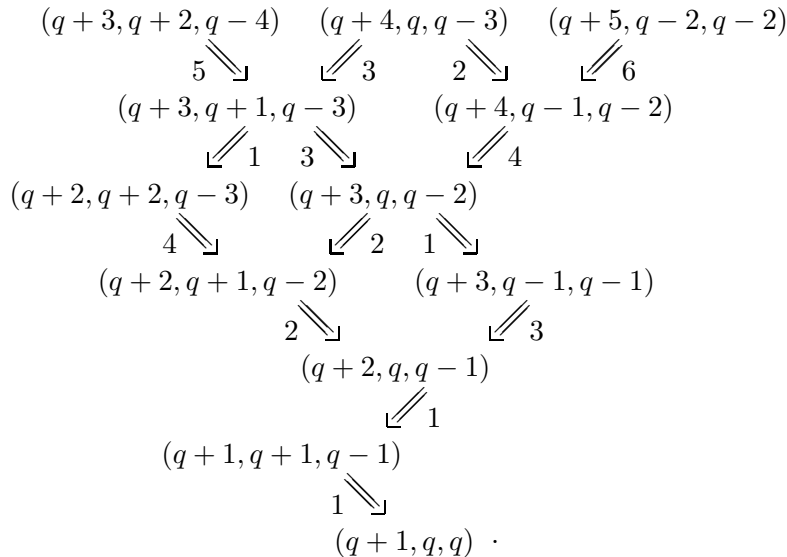 (q + 3, q + 2, q − 4) (q + 4, q, q − 3) (q + 5, q − 2, q − 2)
5 3 2 6
(q + 3, q + 1, q − 3) (q + 4, q − 1, q − 2)
1 3 4
(q + 2, q + 2, q − 3) (q + 3, q, q − 2)
4 2 1
(q + 2, q + 1, q − 2) (q + 3, q − 1, q − 1)
2 3
(q + 2, q, q − 1)
1
(q + 1, q + 1, q − 1)
1
(q + 1, q, q) .